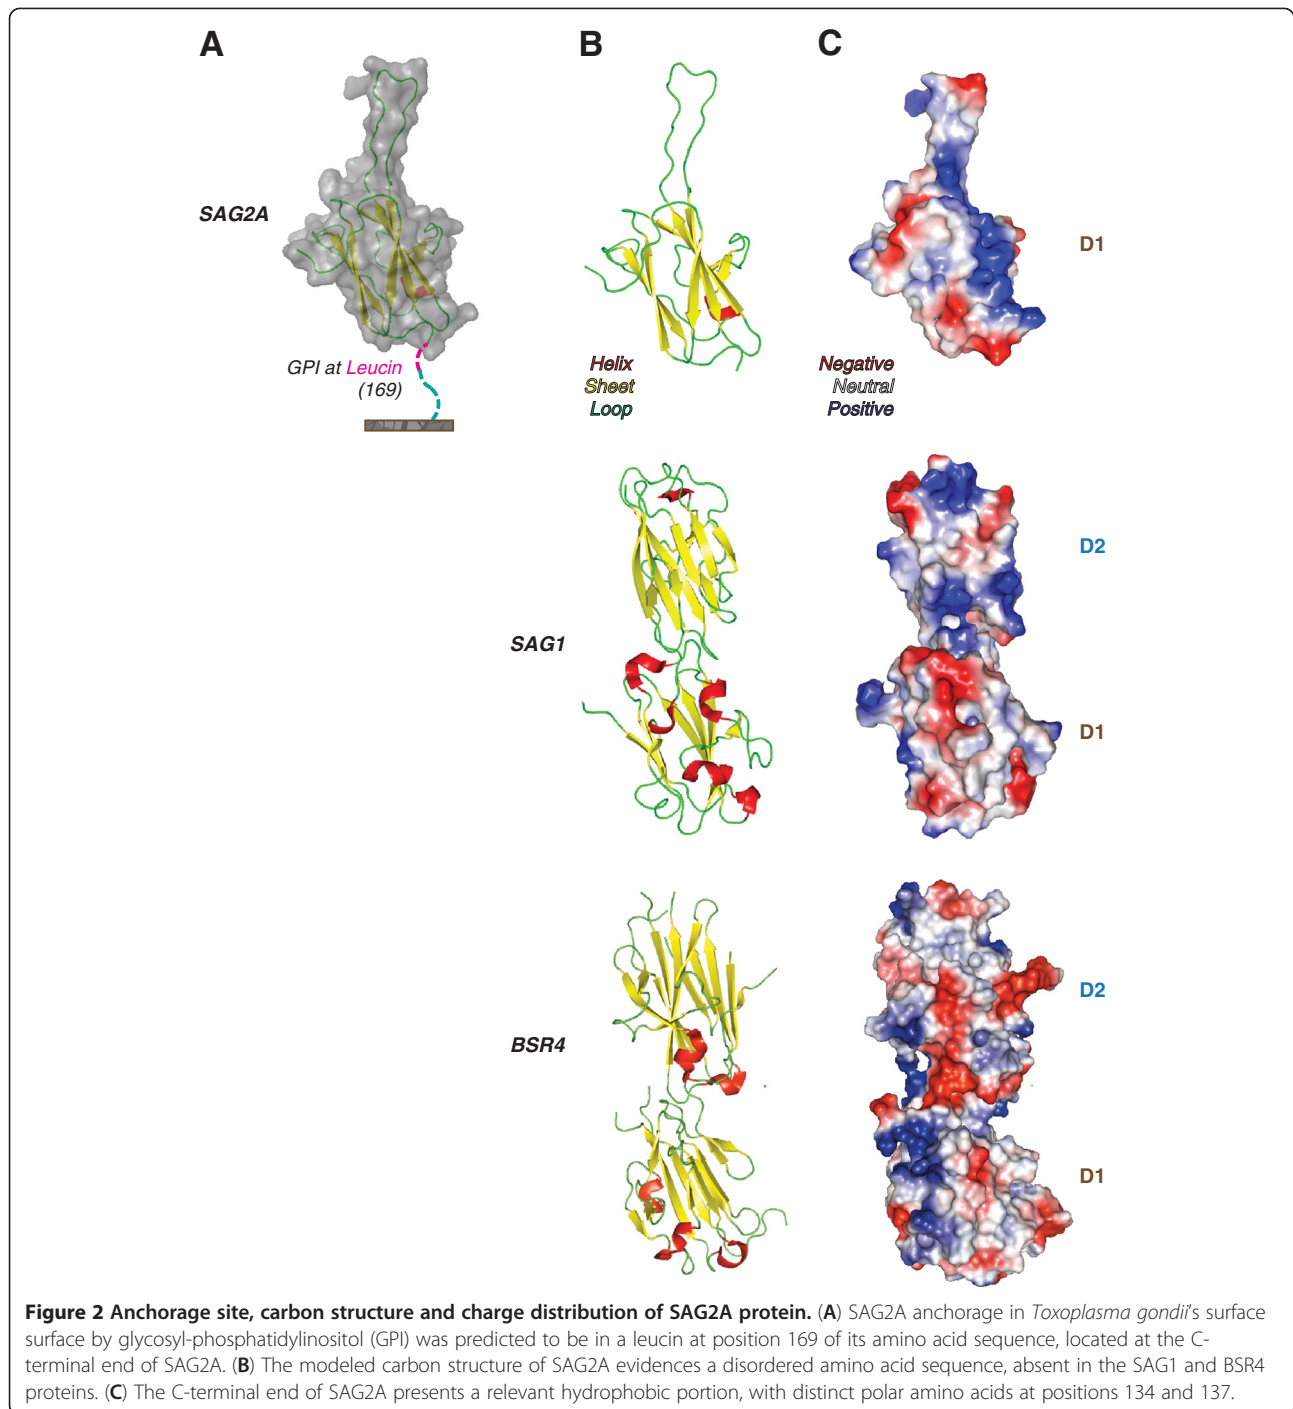 A
B
C
SAG2A
D1
GPI at Leucin
(169)
Helix
Sheet
Loop
Negative
Neutral
Positive
D2
SAG1
D1
D2
BSR4
D1
Figure 2 Anchorage site, carbon structure and charge distribution of SAG2A protein. (A) SAG2A anchorage in Toxoplasma gondii's surface
surface by glycosyl-phosphatidylinositol (GPI) was predicted to be in a leucin at position 169 of its amino acid sequence, located at the C-
terminal end of SAG2A. (B) The modeled carbon structure of SAG2A evidences a disordered amino acid sequence, absent in the SAG1 and BSR4
proteins. (C) The C-terminal end of SAG2A presents a relevant hydrophobic portion, with distinct polar amino acids at positions 134 and 137.